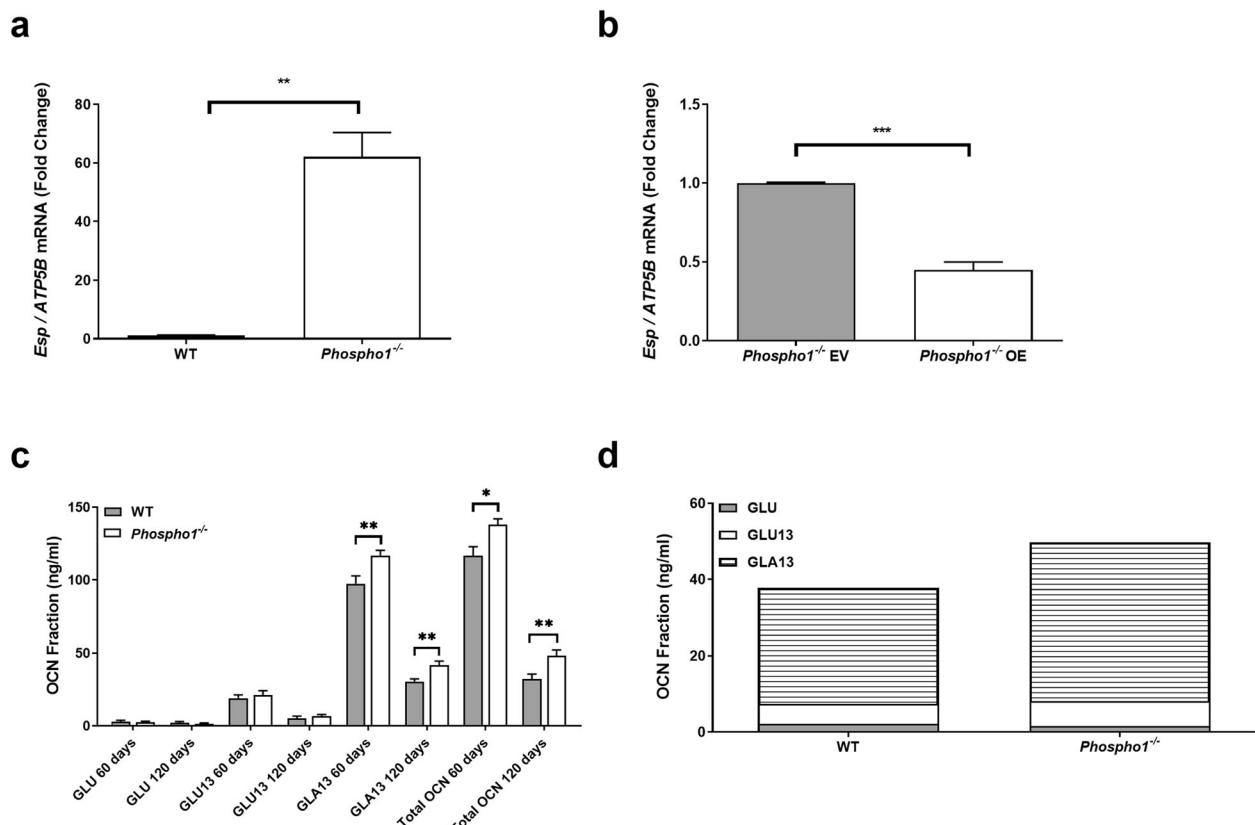 a
**
Esp / ATP5B mRNA (Fold Change)
80
60
40
20
0
WT
Phospho1-/-
b
***
Esp / ATP5B mRNA (Fold Change)
1.5
1.0
0.5
0.0
Phospho1-/- EV
Phospho1-/- OE
c
WT
Phospho1-/-
OCN Fraction (ng/ml)
150
100
50
0
**
**
*
**
GLU 60 days
GLU 120 days
GLU13 60 days
GLU13 120 days
GLA13 60 days
GLA13 120 days
Total OCN 60 days
Total OCN 120 days
d
GLU
GLU13
GLA13
OCN Fraction (ng/ml)
60
40
20
0
WT
Phospho1-/-